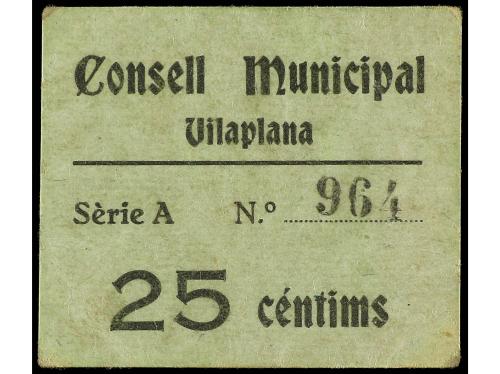 Consell Municipal
Vilaplana
Sèrie A N.º 964
25 céntims